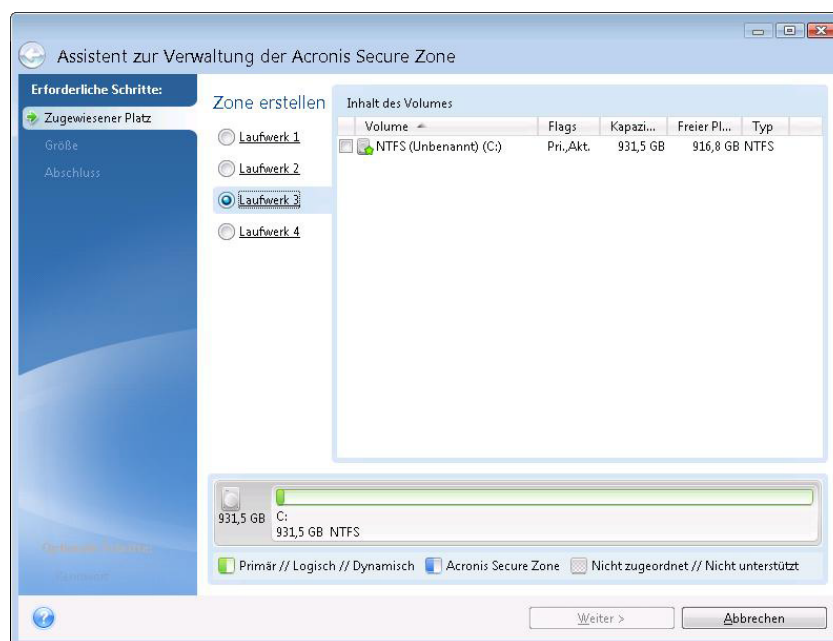 Assistent zur Verwaltung der Acronis Secure Zone
Erforderliche Schritte:
Zugewiesener Platz
Größe
Abschluss
Zone erstellen
Laufwerk 1
Laufwerk 2
Laufwerk 3
Laufwerk 4
Inhalt des Volumes
Volume Flags Kapazi... Freier Pl... Typ
NTFS (Unbenannt) (C:) Pri.,Akt. 931,5 GB 916,8 GB NTFS
931,5 GB
C:
931,5 GB NTFS
Primär // Logisch // Dynamisch Acronis Secure Zone Nicht zugeordnet // Nicht unterstützt
Weiter > Abbrechen